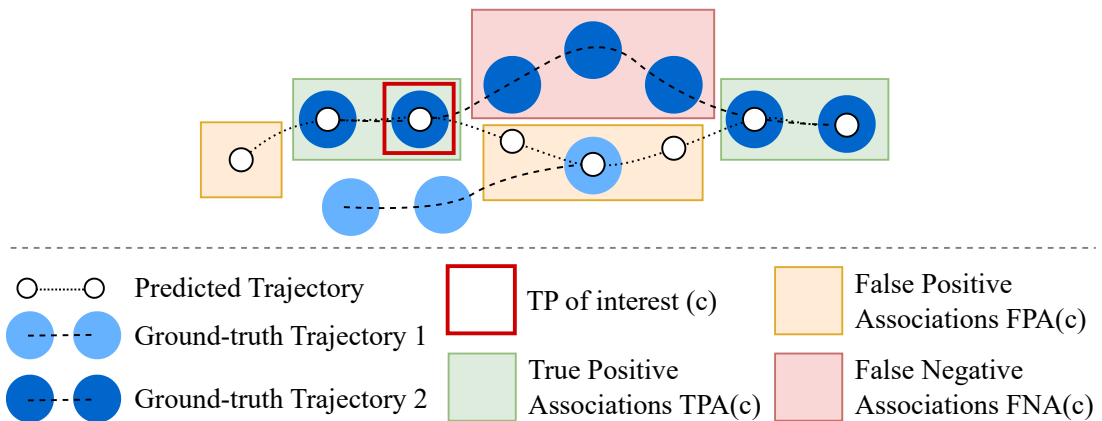 Predicted Trajectory
Ground-truth Trajectory 1
Ground-truth Trajectory 2
TP of interest (c)
True Positive
Associations TPA(c)
False Positive
Associations FPA(c)
False Negative
Associations FNA(c)